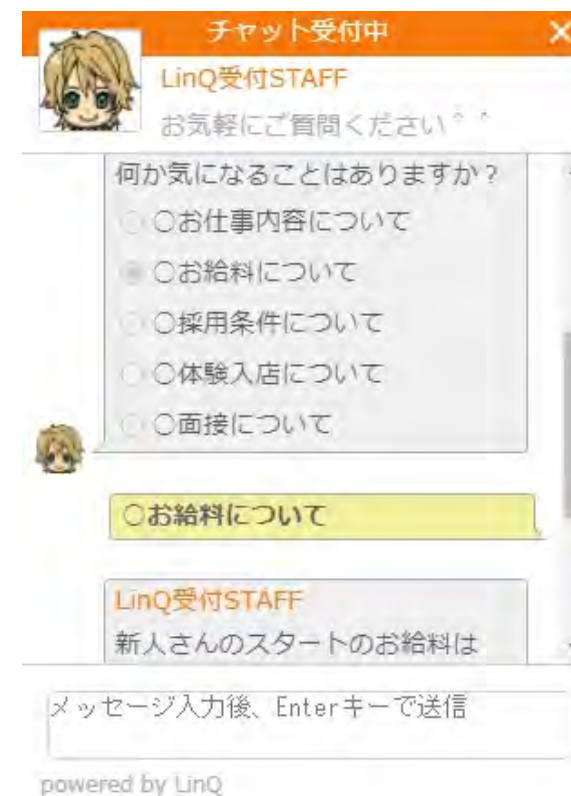 チャット受付中
LinQ受付STAFF
お気軽にご質問ください＾＾
何か気になることはありますか？
○お仕事内容について
○お給料について
○採用条件について
○体験入店について
○面接について
○お給料について
LinQ受付STAFF
新人さんのスタートのお給料は
メッセージ入力後、Enterキーで送信
powered by LinQ